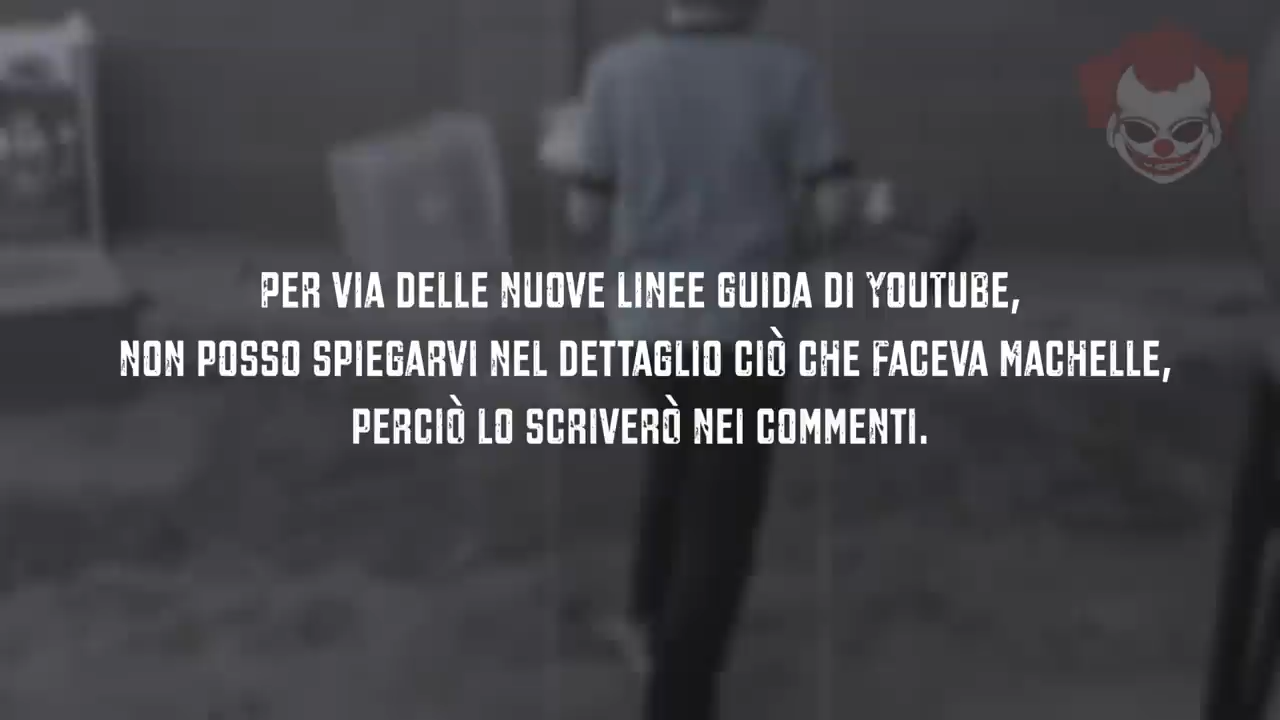 PER VIA DELLE NUOVE LINEE GUIDA DI YOUTUBE,
NON POSSO SPIEGARVI NEL DETTAGLIO CIÒ CHE FACEVA MACHELLE,
PERCIÒ LO SCRIVERÒ NEI COMMENTI.